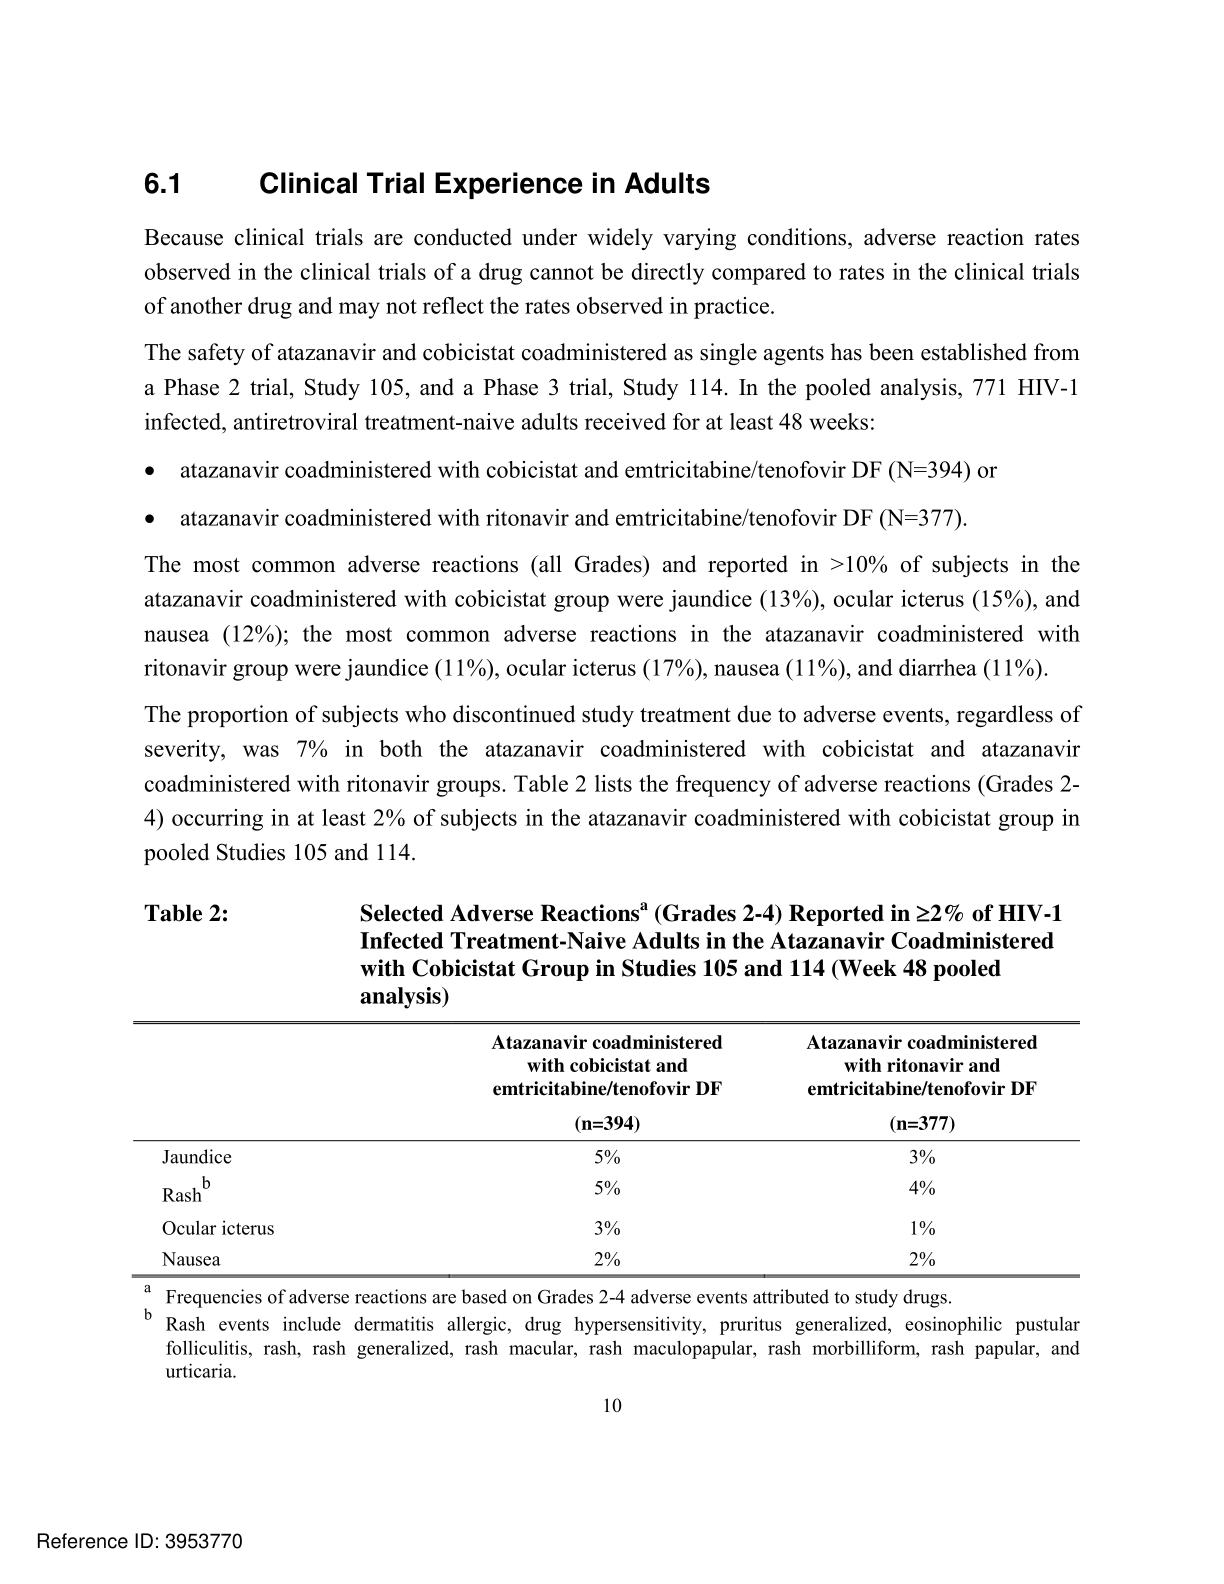 6.1 Clinical Trial Experience in Adults
Because clinical trials are conducted under widely varying conditions, adverse reaction rates
observed in the clinical trials of a drug cannot be directly compared to rates in the clinical trials
of another drug and may not reflect the rates observed in practice.
The safety of atazanavir and cobicistat coadministered as single agents has been established from
a Phase 2 trial, Study 105, and a Phase 3 trial, Study 114. In the pooled analysis, 771 HIV-1
infected, antiretroviral treatment-naive adults received for at least 48 weeks:
• atazanavir coadministered with cobicistat and emtricitabine/tenofovir DF (N=394) or
• atazanavir coadministered with ritonavir and emtricitabine/tenofovir DF (N=377).
The most common adverse reactions (all Grades) and reported in >10% of subjects in the
atazanavir coadministered with cobicistat group were jaundice (13%), ocular icterus (15%), and
nausea (12%); the most common adverse reactions in the atazanavir coadministered with
ritonavir group were jaundice (11%), ocular icterus (17%), nausea (11%), and diarrhea (11%).
The proportion of subjects who discontinued study treatment due to adverse events, regardless of
severity, was 7% in both the atazanavir coadministered with cobicistat and atazanavir
coadministered with ritonavir groups. Table 2 lists the frequency of adverse reactions (Grades 2-
4) occurring in at least 2% of subjects in the atazanavir coadministered with cobicistat group in
pooled Studies 105 and 114.
Table 2: Selected Adverse Reactions^a (Grades 2-4) Reported in ≥2% of HIV-1
Infected Treatment-Naive Adults in the Atazanavir Coadministered
with Cobicistat Group in Studies 105 and 114 (Week 48 pooled
analysis)
Atazanavir coadministered Atazanavir coadministered
with cobicistat and with ritonavir and
emtricitabine/tenofovir DF emtricitabine/tenofovir DF
(n=394) (n=377)
Jaundice 5% 3%
Rash^b 5% 4%
Ocular icterus 3% 1%
Nausea 2% 2%
a Frequencies of adverse reactions are based on Grades 2-4 adverse events attributed to study drugs.
b Rash events include dermatitis allergic, drug hypersensitivity, pruritus generalized, eosinophilic pustular
folliculitis, rash, rash generalized, rash macular, rash maculopapular, rash morbilliform, rash papular, and
urticaria.
10
Reference ID: 3953770